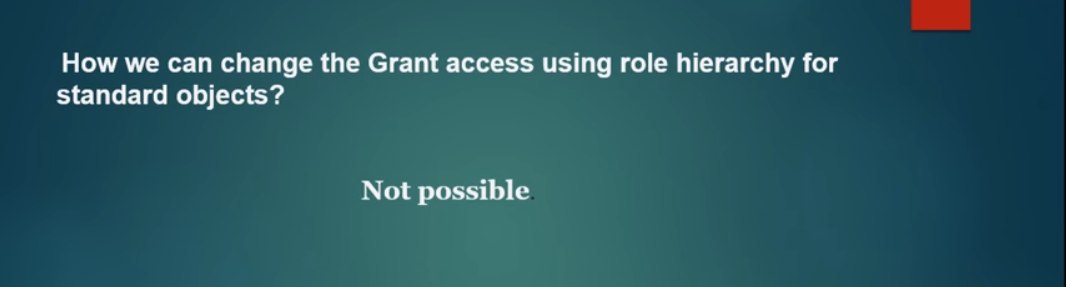 How we can change the Grant access using role hierarchy for
standard objects?
Not possible.